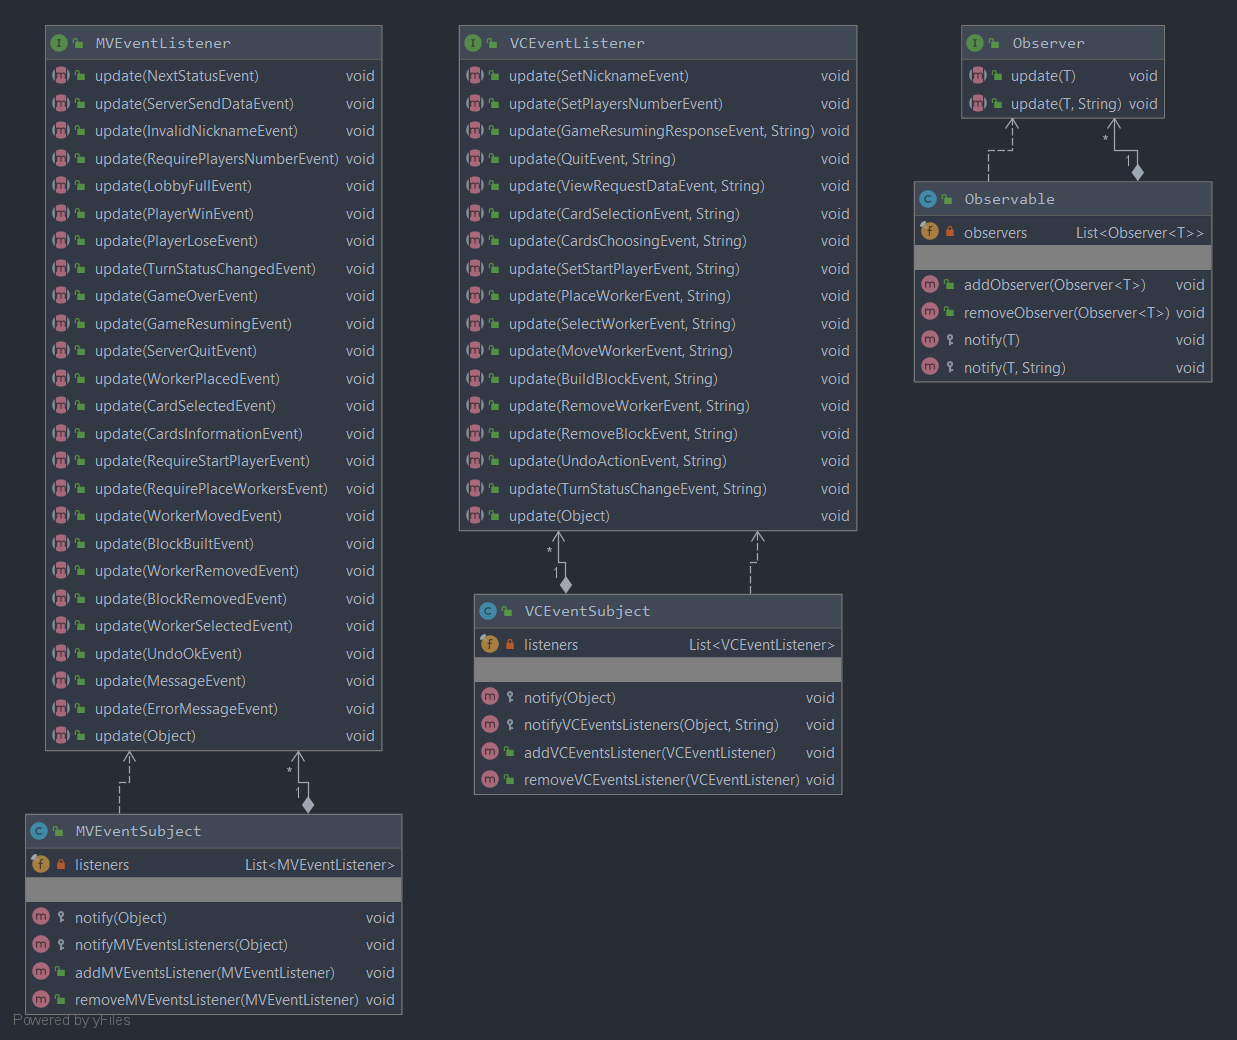 MVEventListener
update(NextStatusEvent) void
update(ServerSendDataEvent) void
update(InvalidNicknameEvent) void
update(RequirePlayersNumberEvent) void
update(LobbyFullEvent) void
update(PlayerWinEvent) void
update(PlayerLoseEvent) void
update(TurnStatusChangedEvent) void
update(GameOverEvent) void
update(GameResumingEvent) void
update(ServerQuitEvent) void
update(WorkerPlacedEvent) void
update(CardSelectedEvent) void
update(CardsInformationEvent) void
update(RequireStartPlayerEvent) void
update(RequirePlaceWorkersEvent) void
update(WorkerMovedEvent) void
update(BlockBuiltEvent) void
update(WorkerRemovedEvent) void
update(BlockRemovedEvent) void
update(WorkerSelectedEvent) void
update(UndoOkEvent) void
update(MessageEvent) void
update(ErrorMessageEvent) void
update(Object) void
*
1
MVEventSubject
listeners List<MVEventListener>
notify(Object) void
notifyMVEventsListeners(Object) void
addMVEventsListener(MVEventListener) void
removeMVEventsListener(MVEventListener) void
VCEventListener
update(SetNicknameEvent) void
update(SetPlayersNumberEvent) void
update(GameResumingResponseEvent, String) void
update(QuitEvent, String) void
update(ViewRequestDataEvent, String) void
update(CardSelectionEvent, String) void
update(CardsChoosingEvent, String) void
update(SetStartPlayerEvent, String) void
update(PlaceWorkerEvent, String) void
update(SelectWorkerEvent, String) void
update(MoveWorkerEvent, String) void
update(BuildBlockEvent, String) void
update(RemoveWorkerEvent, String) void
update(RemoveBlockEvent, String) void
update(UndoActionEvent, String) void
update(TurnStatusChangeEvent, String) void
update(Object) void
*
1
VCEventSubject
listeners List<VCEventListener>
notify(Object) void
notifyVCEventsListeners(Object, String) void
addVCEventsListener(VCEventListener) void
removeVCEventsListener(VCEventListener) void
Observer
update(T) void
update(T, String) void
*
1
Observable
observers List<Observer<T>>
addObserver(Observer<T>) void
removeObserver(Observer<T>) void
notify(T) void
notify(T, String) void
Powered by yFiles